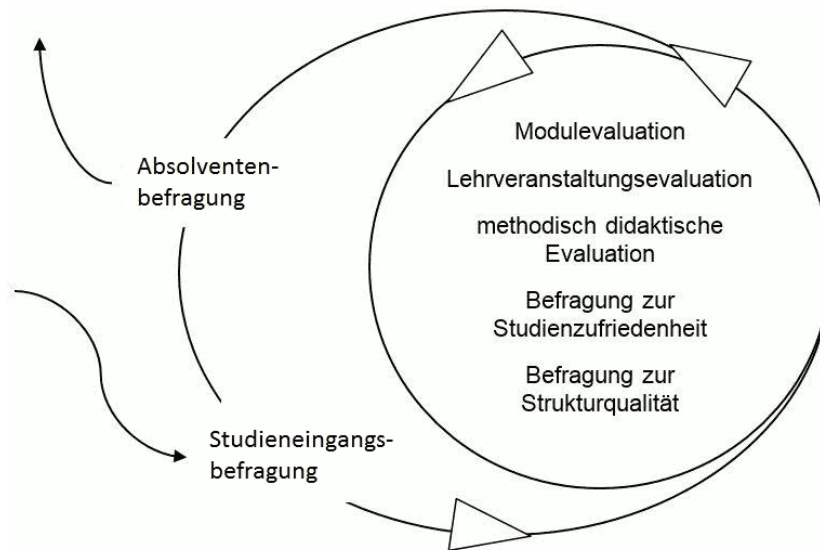 Modulevaluation
Lehrveranstaltungsevaluation
methodisch didaktische
Evaluation
Befragung zur
Studienzufriedenheit
Befragung zur
Strukturqualität
Absolventen-
befragung
Studieneingangs-
befragung